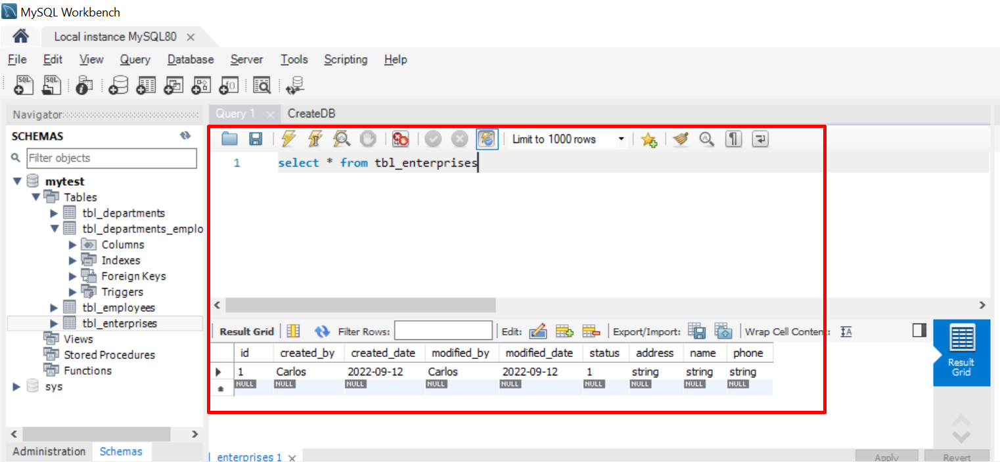 MySQL Workbench
Local instance MySQL80
File Edit View Query Database Server Tools Scripting Help
SQL SQL
Navigator
SCHEMAS
Filter objects
mytest
Tables
tbl_departments
tbl_departments_emplo
Columns
Indexes
Foreign Keys
Triggers
tbl_employees
tbl_enterprises
Views
Stored Procedures
Functions
sys
Administration Schemas
Query 1 CreateDB
Limit to 1000 rows
1 select * from tbl_enterprises
Result Grid Filter Rows: Edit: Export/Import: Wrap Cell Content:
id created_by created_date modified_by modified_date status address name phone
1 Carlos 2022-09-12 Carlos 2022-09-12 1 string string string
NULL NULL NULL NULL NULL NULL NULL NULL NULL
Result
Grid
enterprises 1
Apply Revert